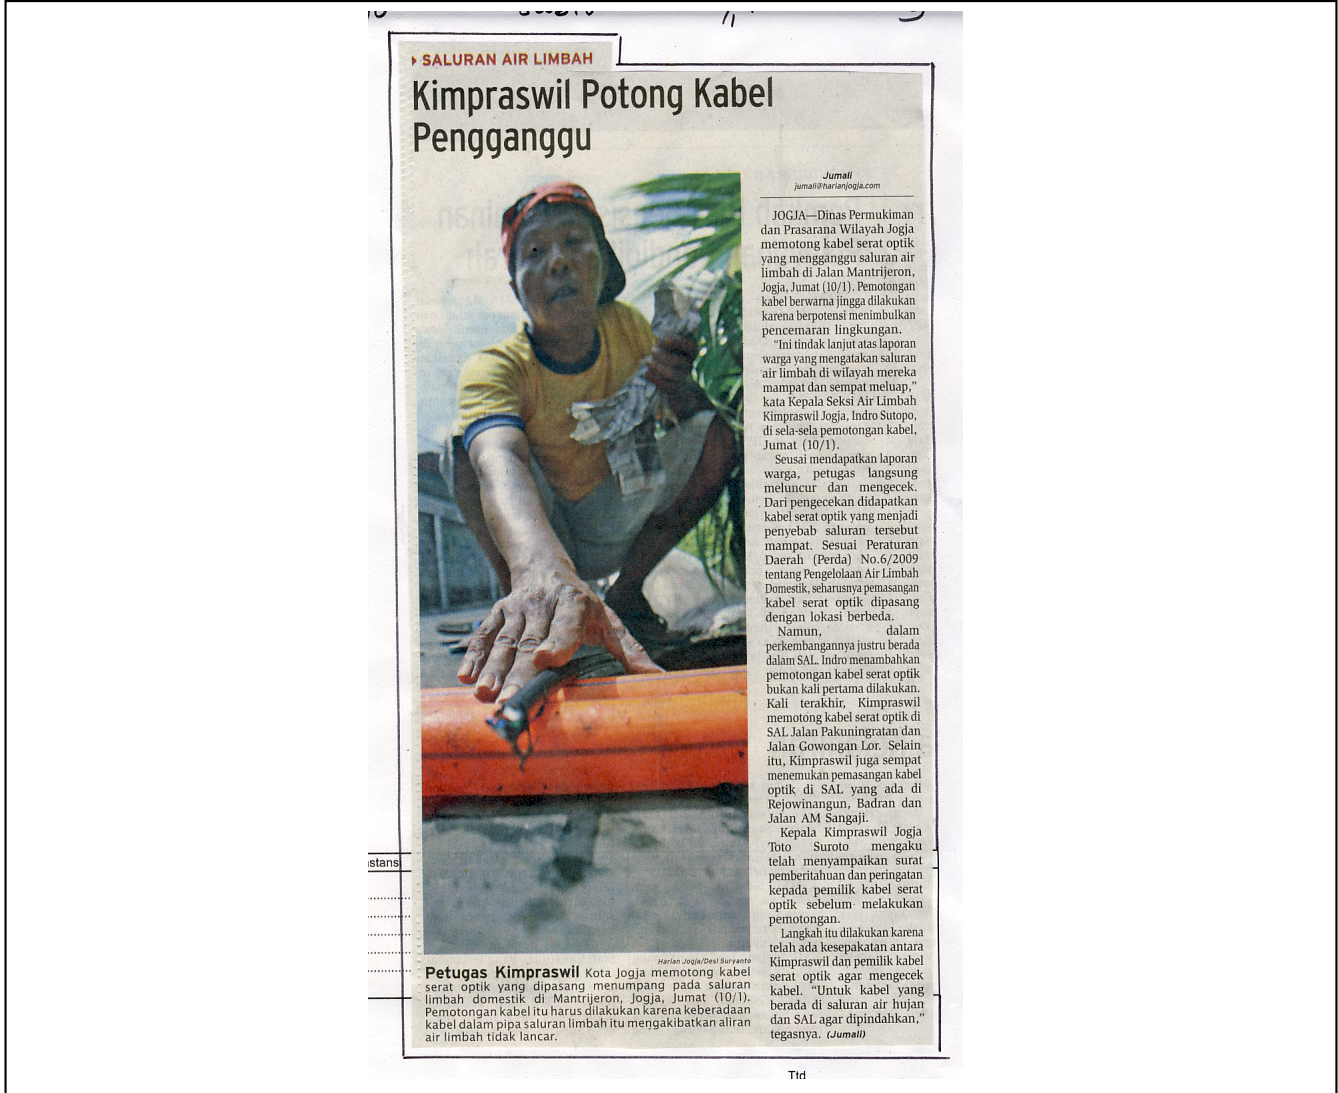 SALURAN AIR LIMBAH
Kimpraswil Potong Kabel
Pengganggu
Jumali
jumali@harianjogja.com
JOGJA—Dinas Permukiman
dan Prasarana Wilayah Jogja
memotong kabel serat optik
yang mengganggu saluran air
limbah di Jalan Mantrijeron,
Jogja, Jumat (10/1). Pemotongan
kabel berwarna jingga dilakukan
karena berpotensi menimbulkan
pencemaran lingkungan.
"Ini tindak lanjut atas laporan
warga yang mengatakan saluran
air limbah di wilayah mereka
mampat dan sempat meluap,"
kata Kepala Seksi Air Limbah
Kimpraswil Jogja, Indro Sutopo,
di sela-sela pemotongan kabel,
Jumat (10/1).
Seusai mendapatkan laporan
warga, petugas langsung
meluncur dan mengecek.
Dari pengecekan didapatkan
kabel serat optik yang menjadi
penyebab saluran tersebut
mampat. Sesuai Peraturan
Daerah (Perda) No.6/2009
tentang Pengelolaan Air Limbah
Domestik, seharusnya pemasangan
kabel serat optik dipasang
dengan lokasi berbeda.
Namun, dalam
perkembangannya justru berada
dalam SAL. Indro menambahkan
pemotongan kabel serat optik
bukan kali pertama dilakukan.
Kali terakhir, Kimpraswil
memotong kabel serat optik di
SAL Jalan Pakuningratan dan
Jalan Gowongan Lor. Selain
itu, Kimpraswil juga sempat
menemukan pemasangan kabel
optik di SAL yang ada di
Rejowinangun, Badran dan
Jalan AM Sangaji.
Kepala Kimpraswil Jogja
Toto Suroto mengaku
telah menyampaikan surat
pemberitahuan dan peringatan
kepada pemilik kabel serat
optik sebelum melakukan
pemotongan.
Langkah itu dilakukan karena
telah ada kesepakatan antara
Kimpraswil dan pemilik kabel
serat optik agar mengecek
kabel. "Untuk kabel yang
berada di saluran air hujan
dan SAL agar dipindahkan,"
tegasnya. (Jumali)
Harian Jogja/Desi Suryanto
Petugas Kimpraswil Kota Jogja memotong kabel
serat optik yang dipasang menumpang pada saluran
limbah domestik di Mantrijeron, Jogja, Jumat (10/1).
Pemotongan kabel itu harus dilakukan karena keberadaan
kabel dalam pipa saluran limbah itu mengakibatkan aliran
air limbah tidak lancar.
stans
Ttd